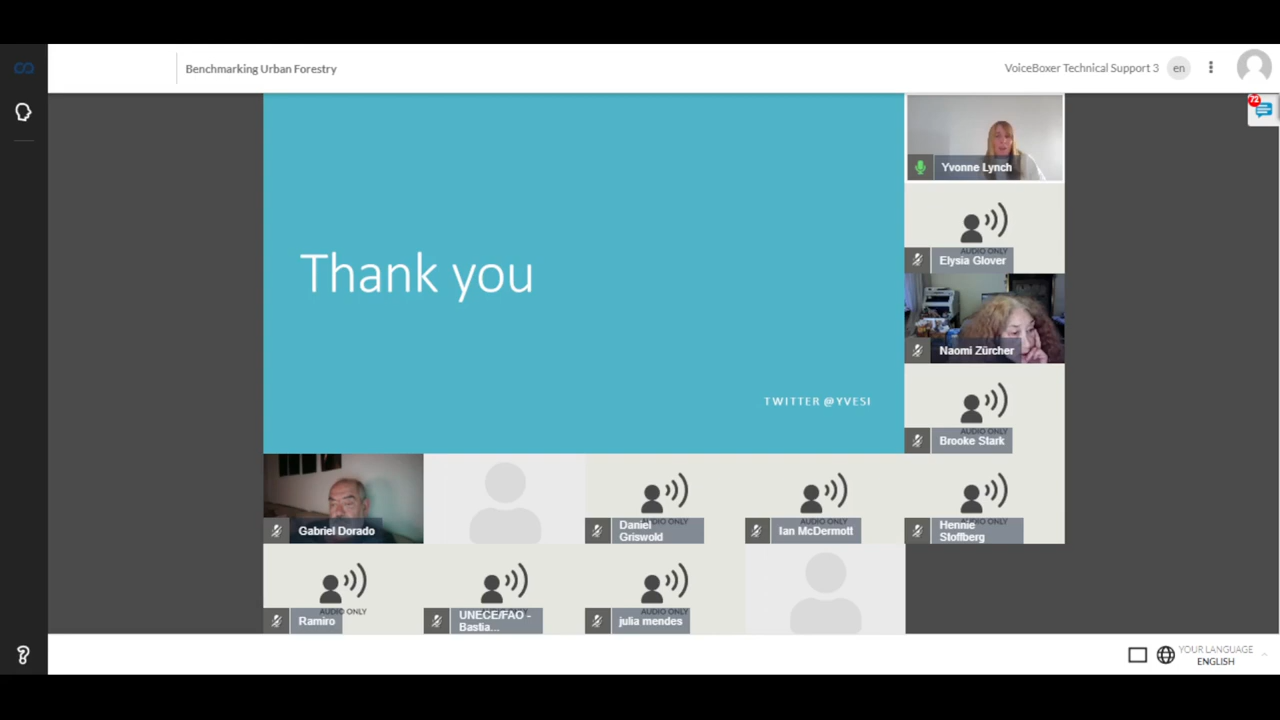 Benchmarking Urban Forestry
VoiceBoxer Technical Support 3
en
72
Yvonne Lynch
Thank you
AUDIO ONLY
Elysia Glover
Naomi Zürcher
TWITTER @YVESI
AUDIO ONLY
Brooke Stark
Gabriel Dorado
AUDIO ONLY
Daniel
Griswold
AUDIO ONLY
Ian McDermott
AUDIO ONLY
Hennie
Stoffberg
AUDIO ONLY
Ramiro
AUDIO ONLY
UNECE/FAO -
Bastia...
AUDIO ONLY
julia mendes
?
YOUR LANGUAGE
ENGLISH